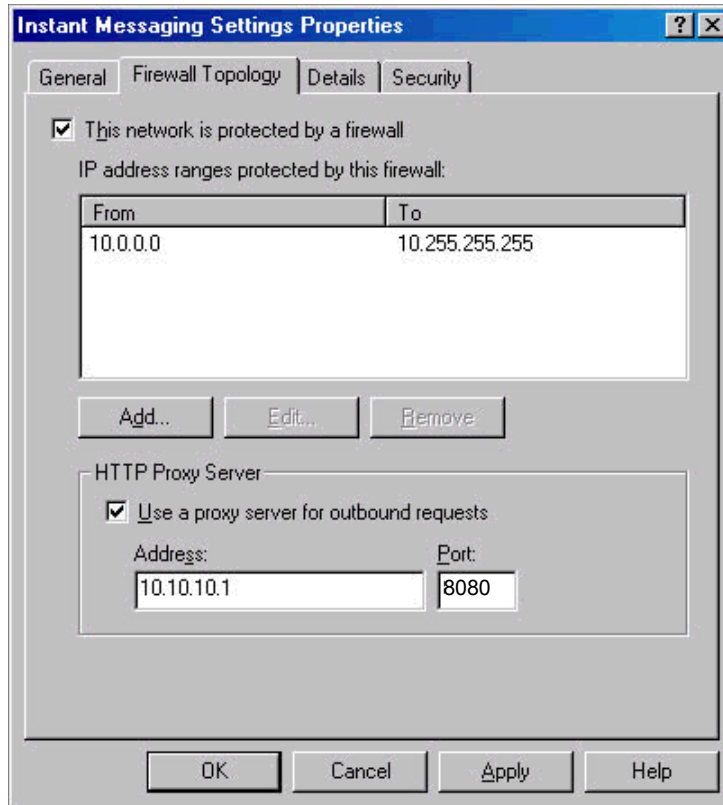 Instant Messaging Settings Properties
General Firewall Topology Details Security
This network is protected by a firewall
IP address ranges protected by this firewall:
From To
10.0.0.0 10.255.255.255
Add... Edit... Remove
HTTP Proxy Server
Use a proxy server for outbound requests
Address: Port:
10.10.10.1 8080
OK Cancel Apply Help